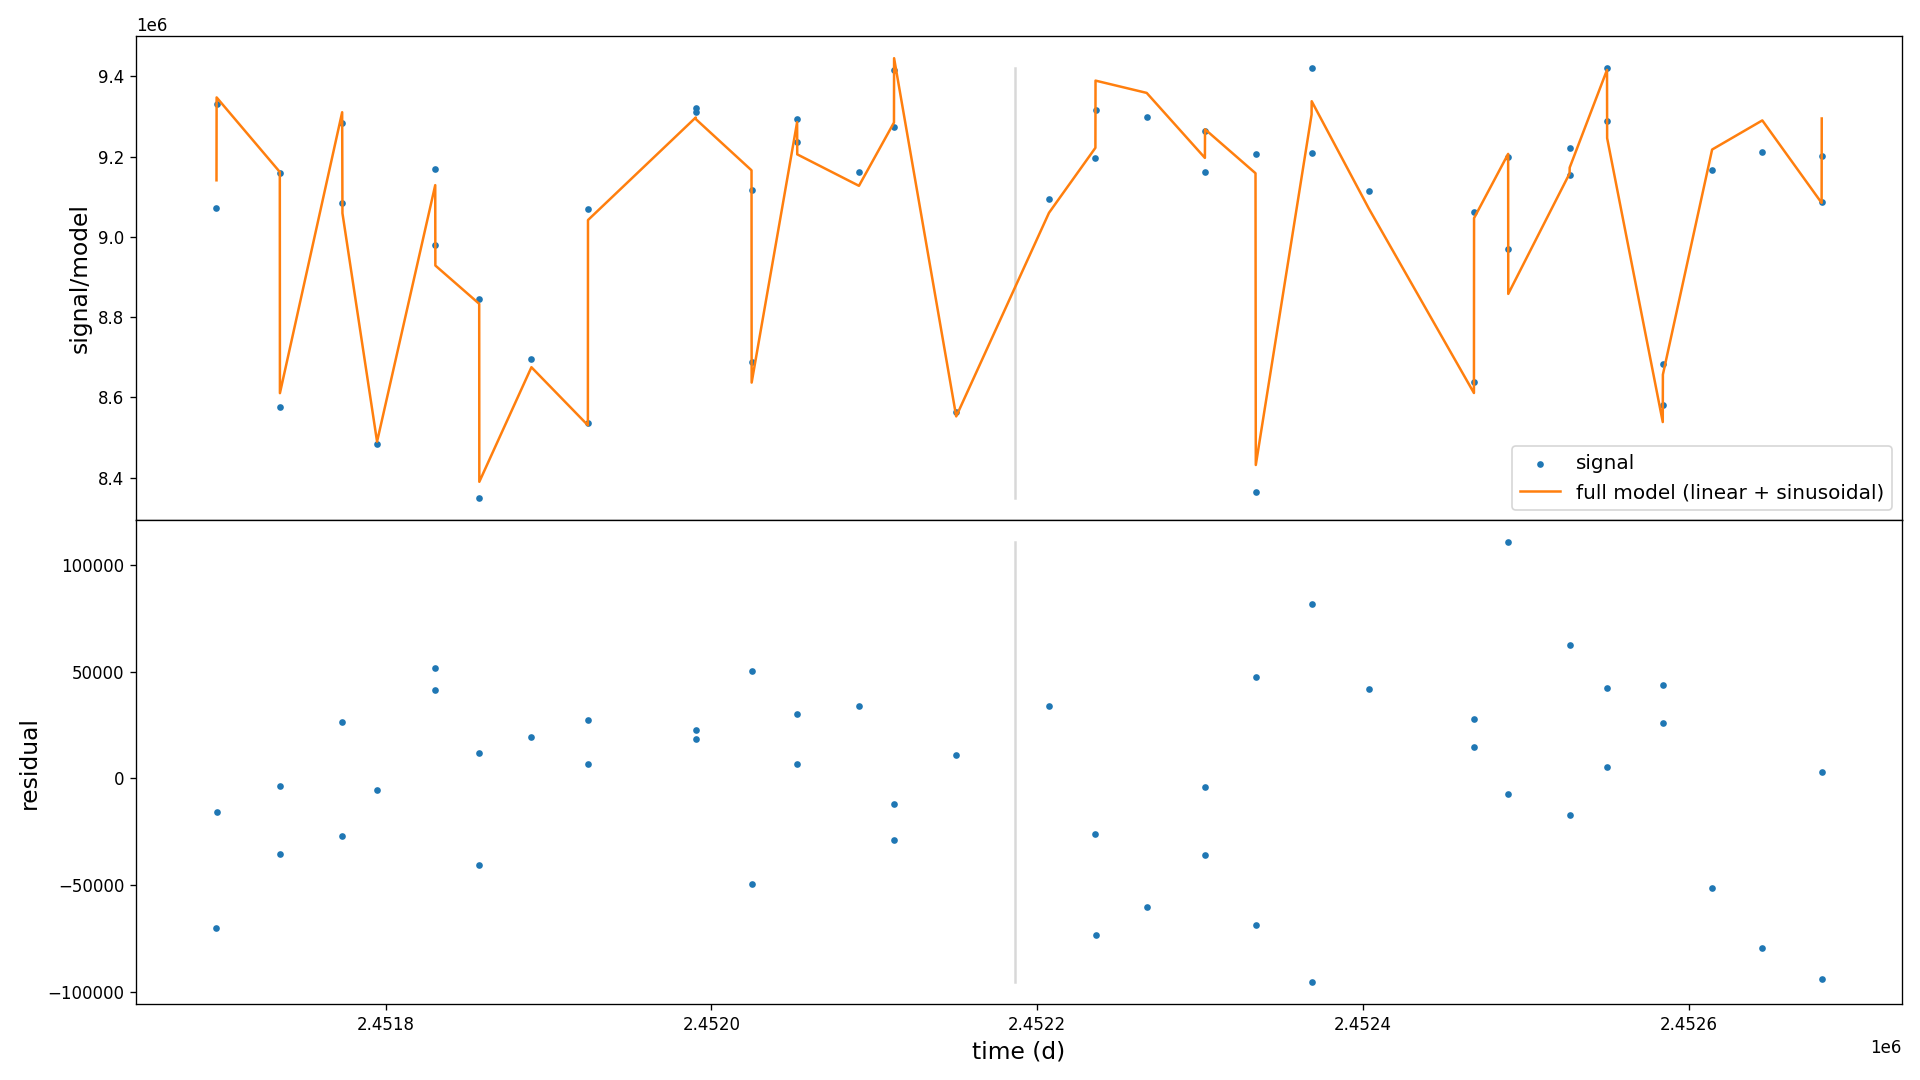 1e6
9.4
9.2
9.0
8.8
8.6
8.4
signal/model
signal
full model (linear + sinusoidal)
100000
50000
0
−50000
−100000
residual
2.4518
2.4520
2.4522
2.4524
2.4526
1e6
time (d)